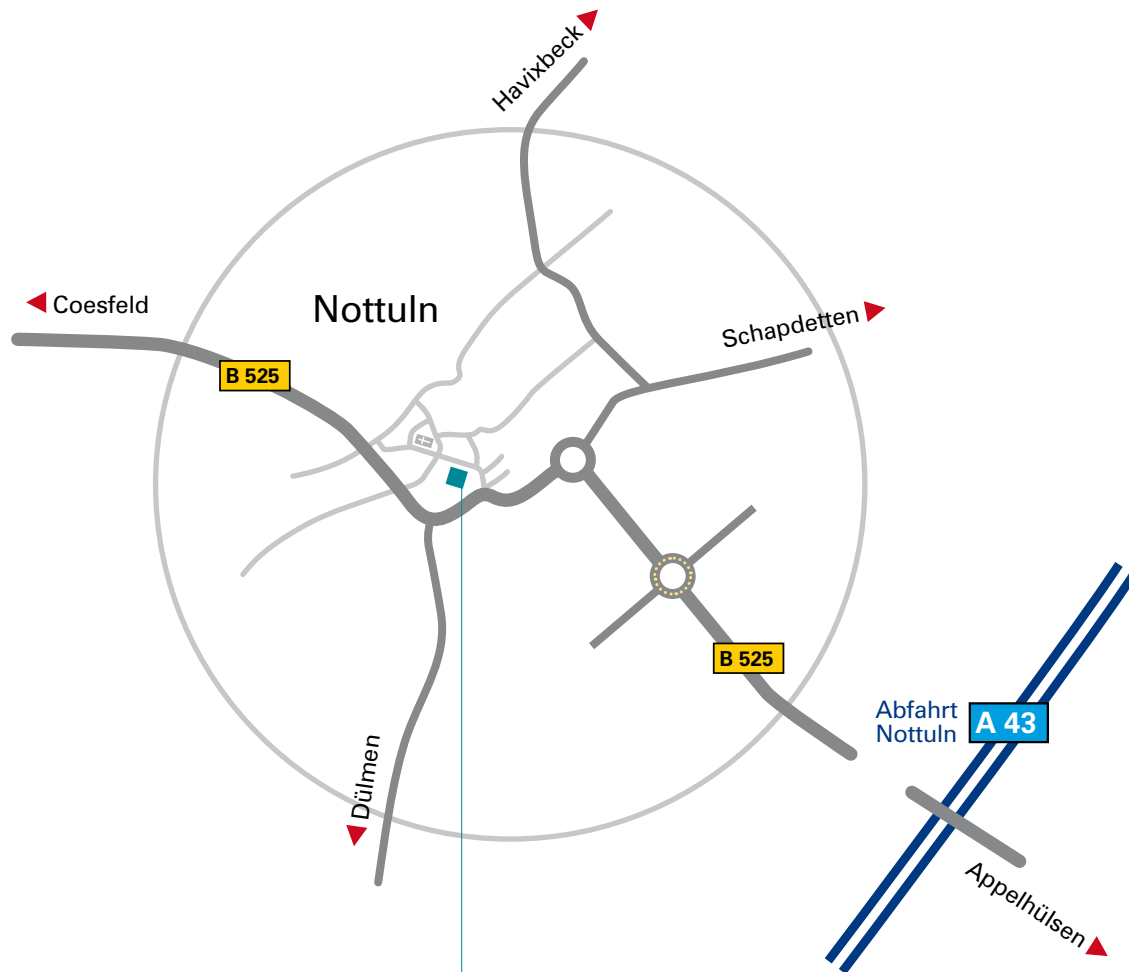 Havixbeck
Coesfeld
Nottuln
Schapdetten
B 525
B 525
Abfahrt
Nottuln
A 43
Dülmen
Appelhülsen